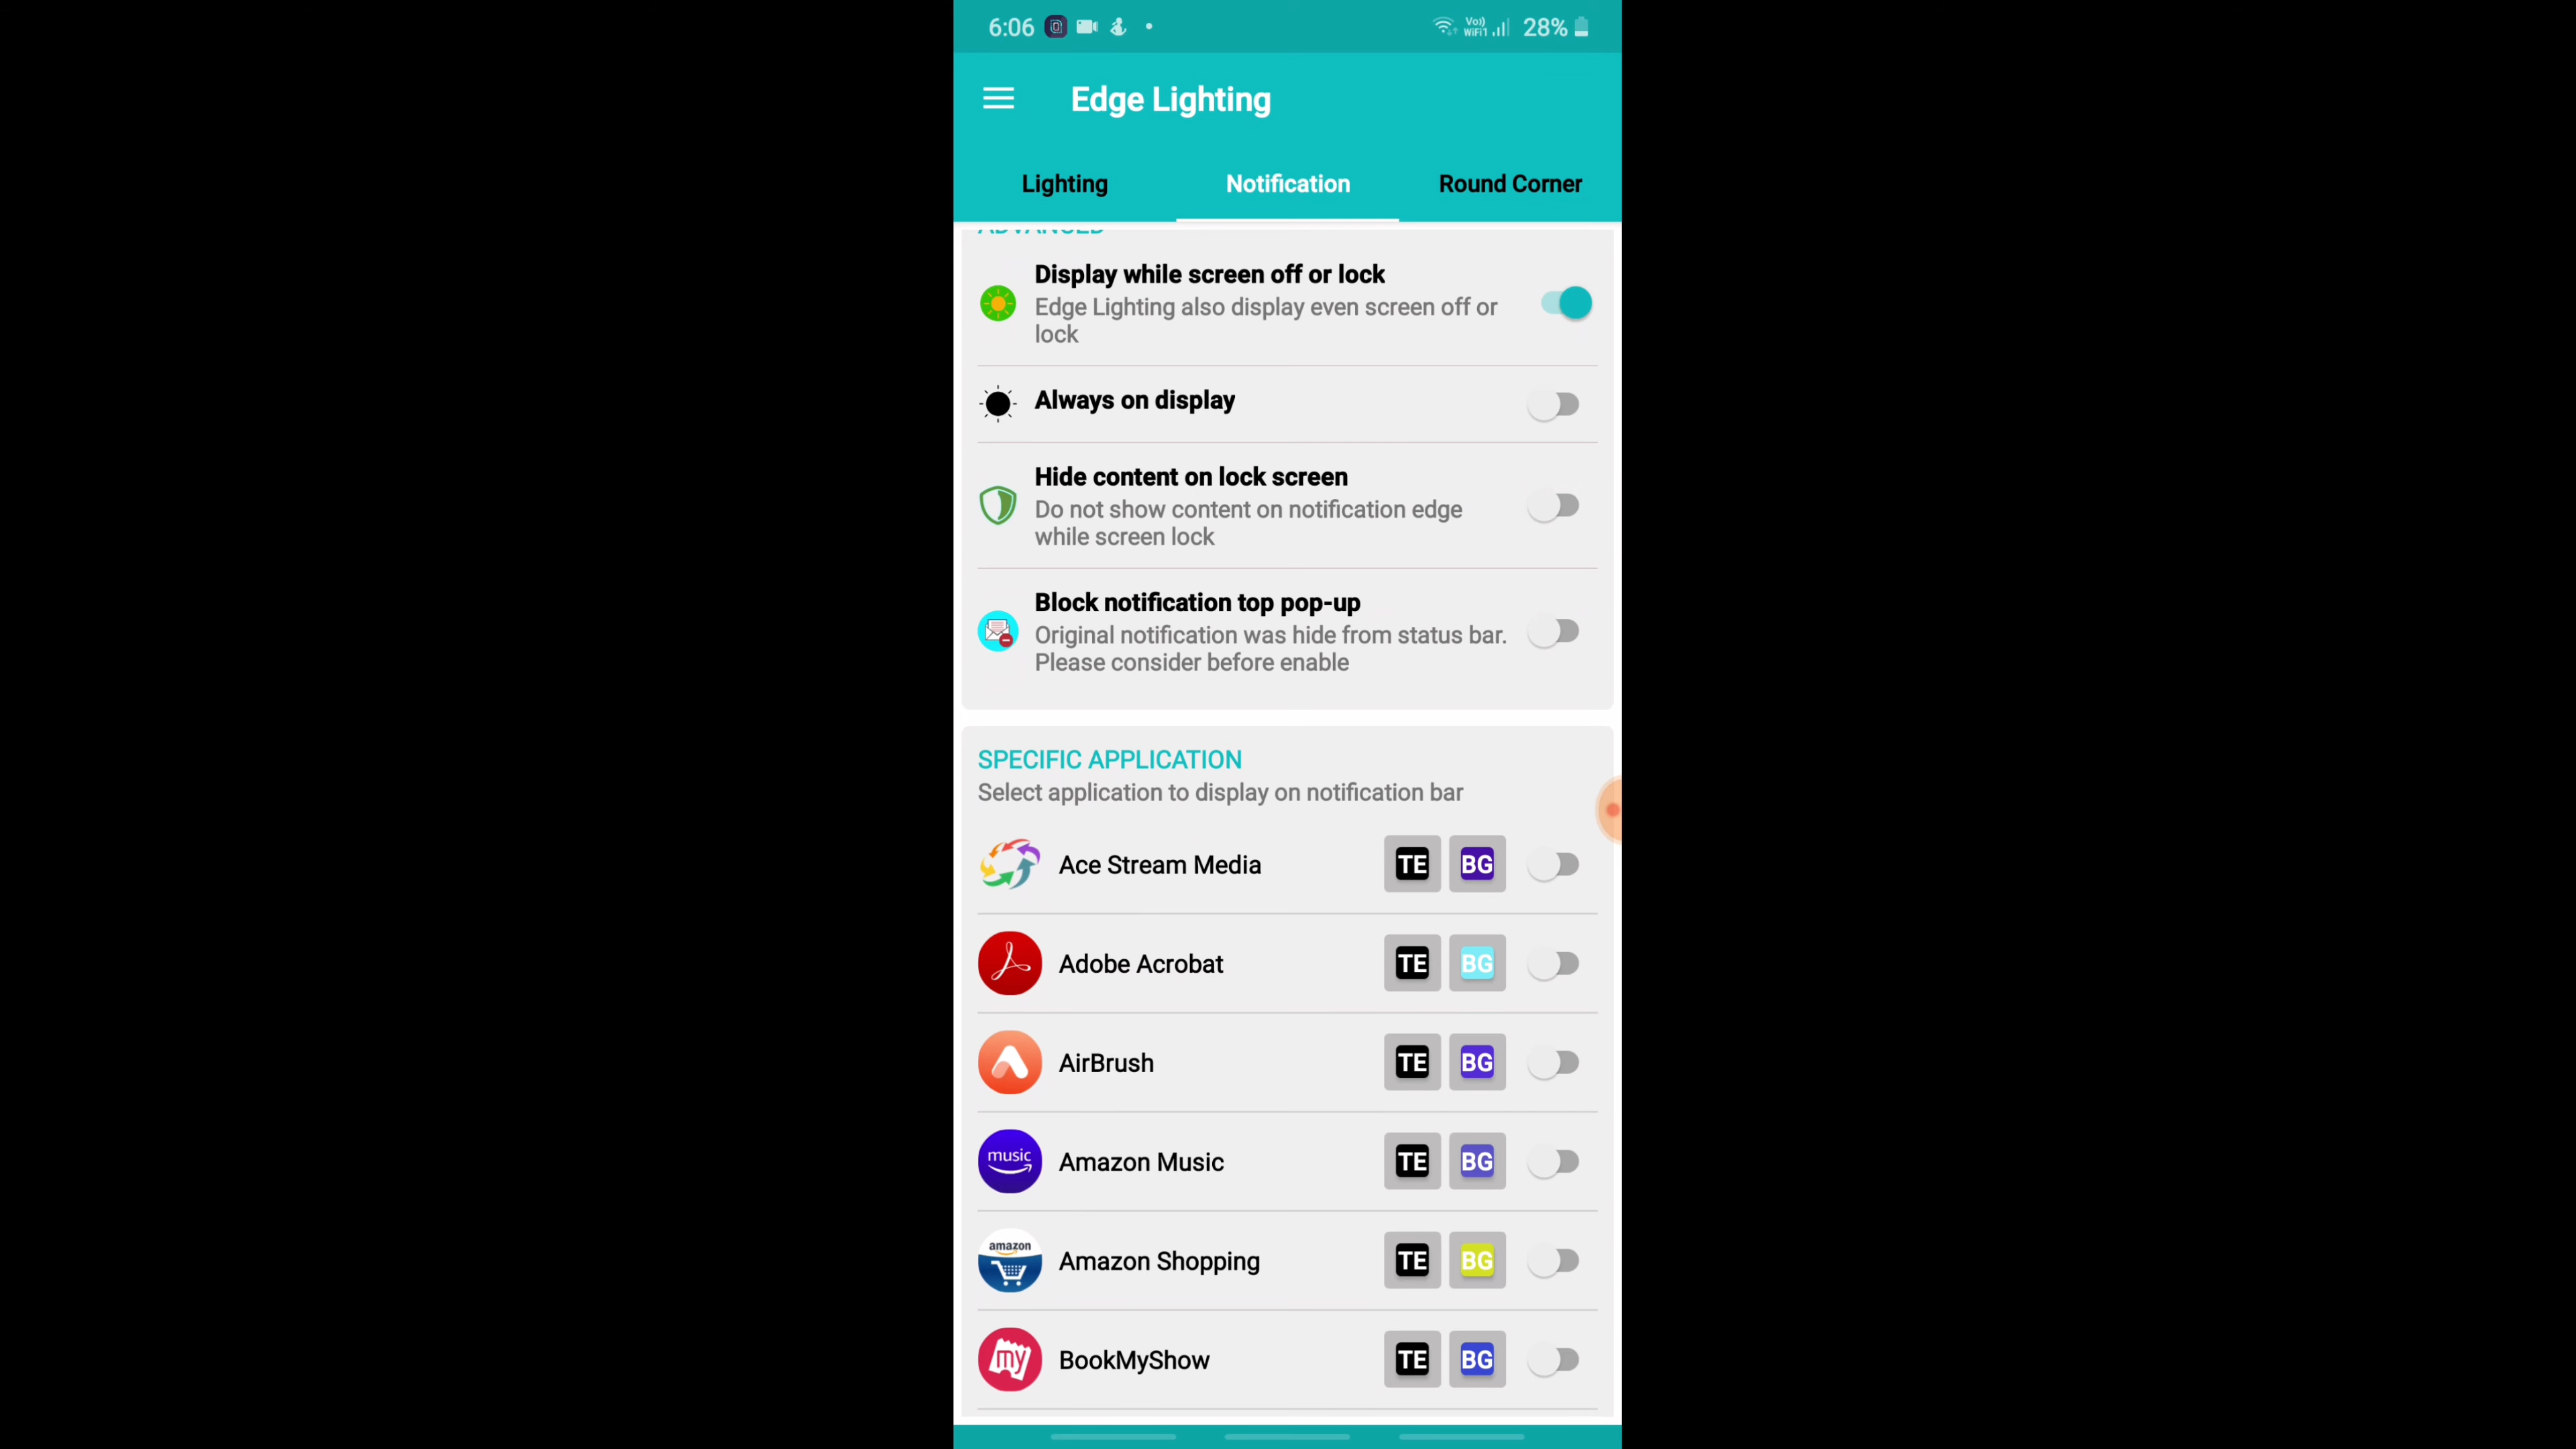 6:06
Vo)) WiFi1
28%
Edge Lighting
Lighting
Notification
Round Corner
ADVANCED
Display while screen off or lock
Edge Lighting also display even screen off or
lock
Always on display
Hide content on lock screen
Do not show content on notification edge
while screen lock
Block notification top pop-up
Original notification was hide from status bar.
Please consider before enable
SPECIFIC APPLICATION
Select application to display on notification bar
Ace Stream Media TE BG
Adobe Acrobat TE BG
AirBrush TE BG
music
Amazon Music TE BG
amazon
Amazon Shopping TE BG
my
BookMyShow TE BG